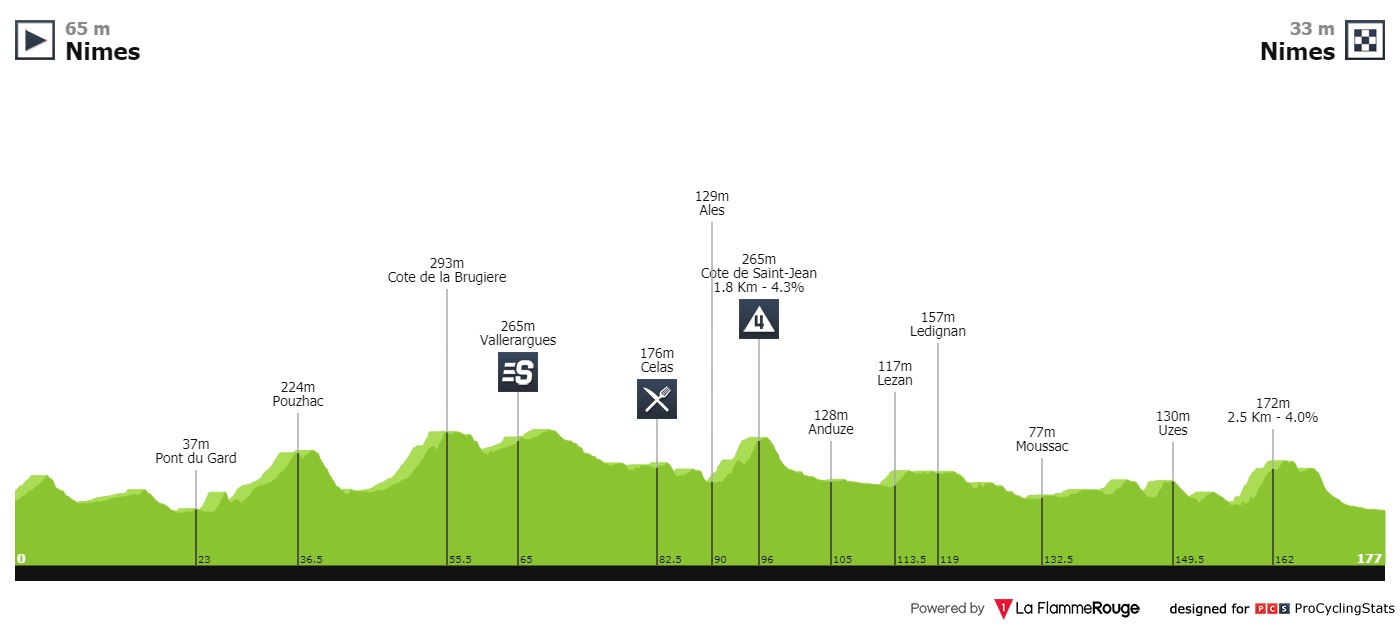 65 m
Nimes
33 m
Nimes
129m
Ales
293m
Cote de la Brugiere
265m
Cote de Saint-Jean
1.8 Km - 4.3%
4
265m
Vallerargues
S
157m
Ledignan
176m
Celas
117m
Lezan
224m
Pouzhac
172m
2.5 Km - 4.0%
128m
Anduze
130m
Uzes
77m
Moussac
37m
Pont du Gard
0 23 36.5 55.5 65 82.5 90 96 105 113.5 119 132.5 149.5 162 177
Powered by 1 La FlammeRouge designed for PCS ProCyclingStats